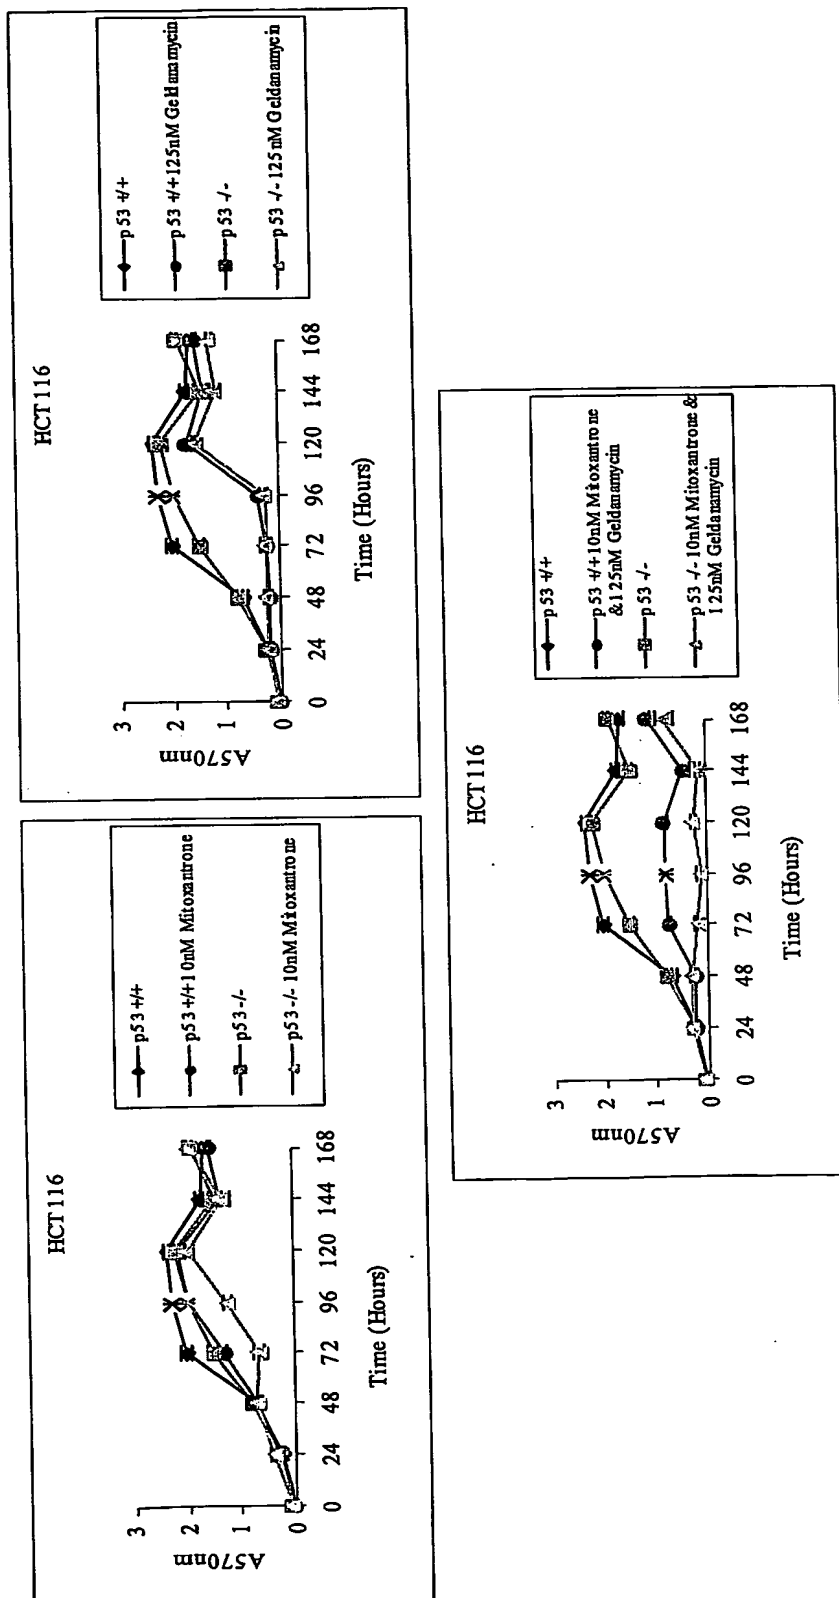 HCT116
A570nm
3
2
1
0
0 24 48 72 96 120 144 168
Time (Hours)
p53 +/+
p53 +/+ 10nM Mitoxantrone
p53 -/-
p53 -/- 10nM Mitoxantrone
HCT116
A570nm
3
2
1
0
0 24 48 72 96 120 144 168
Time (Hours)
p53 +/+
p53 +/+ 125nM Geldanamycin
p53 -/-
p53 -/- 125nM Geldanamycin
HCT116
A570nm
3
2
1
0
0 24 48 72 96 120 144 168
Time (Hours)
p53 +/+
p53 +/+ 10nM Mitoxantrone
& 125nM Geldanamycin
p53 -/-
p53 -/- 10nM Mitoxantrone &
125nM Geldanamycin